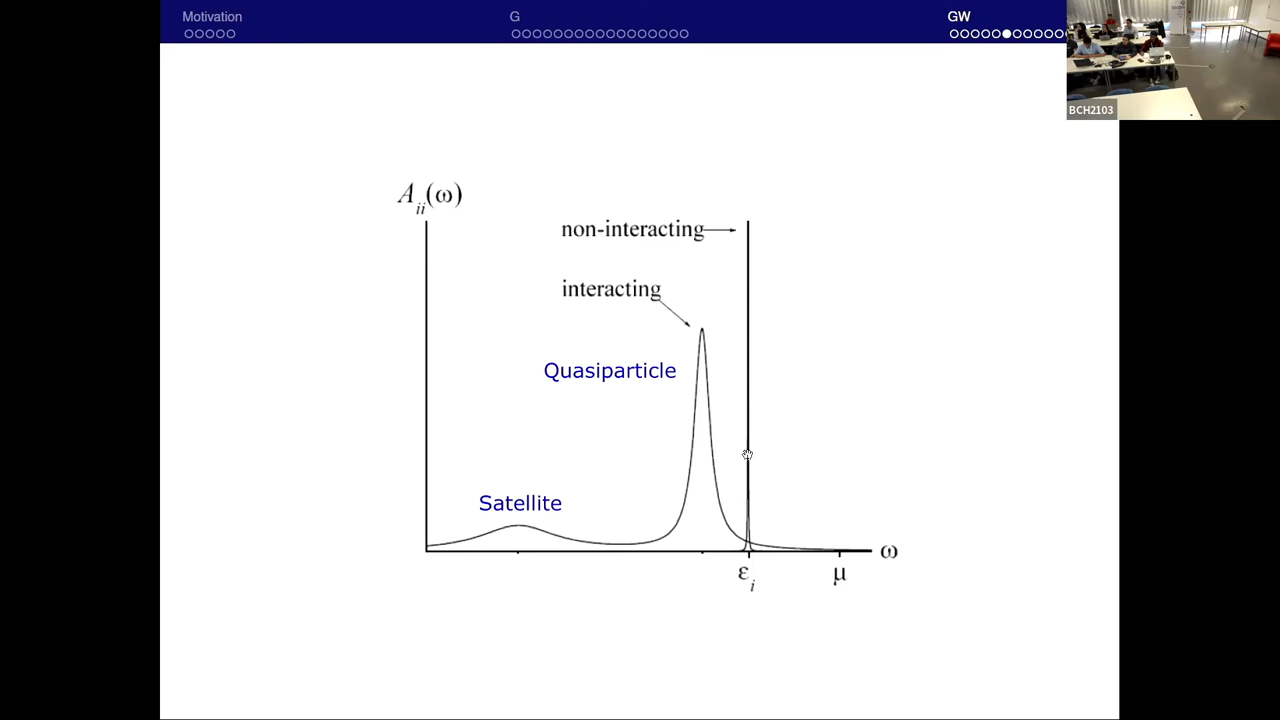 Motivation
G
GW
BCH2103
A_ii(ω)
non-interacting
interacting
Quasiparticle
Satellite
ω
ε_i
μ